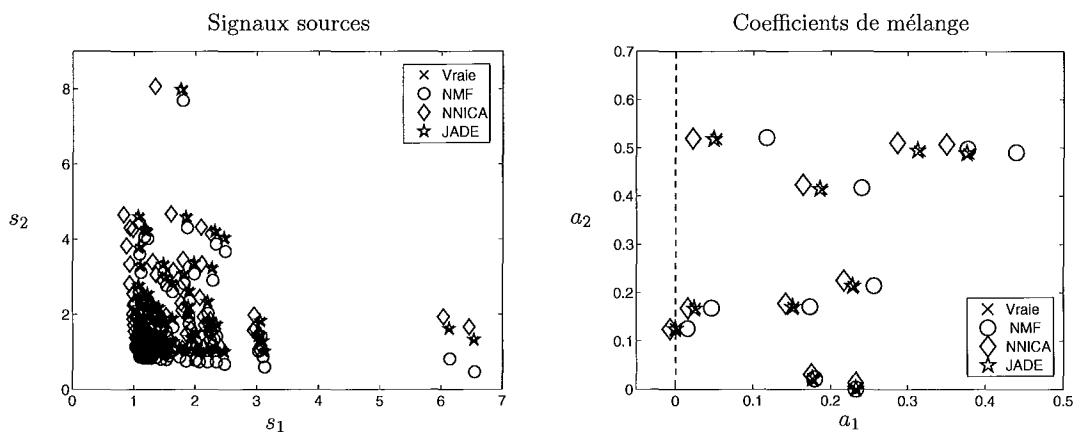 Signaux sources
8
6
4
2
0
s₂
0
1
2
3
4
5
6
7
s₁
Vraie
NMF
NNICA
JADE
Coefficients de mélange
0.7
0.6
0.5
0.4
0.3
0.2
0.1
0
a₂
0
0.1
0.2
0.3
0.4
0.5
a₁
Vraie
NMF
NNICA
JADE